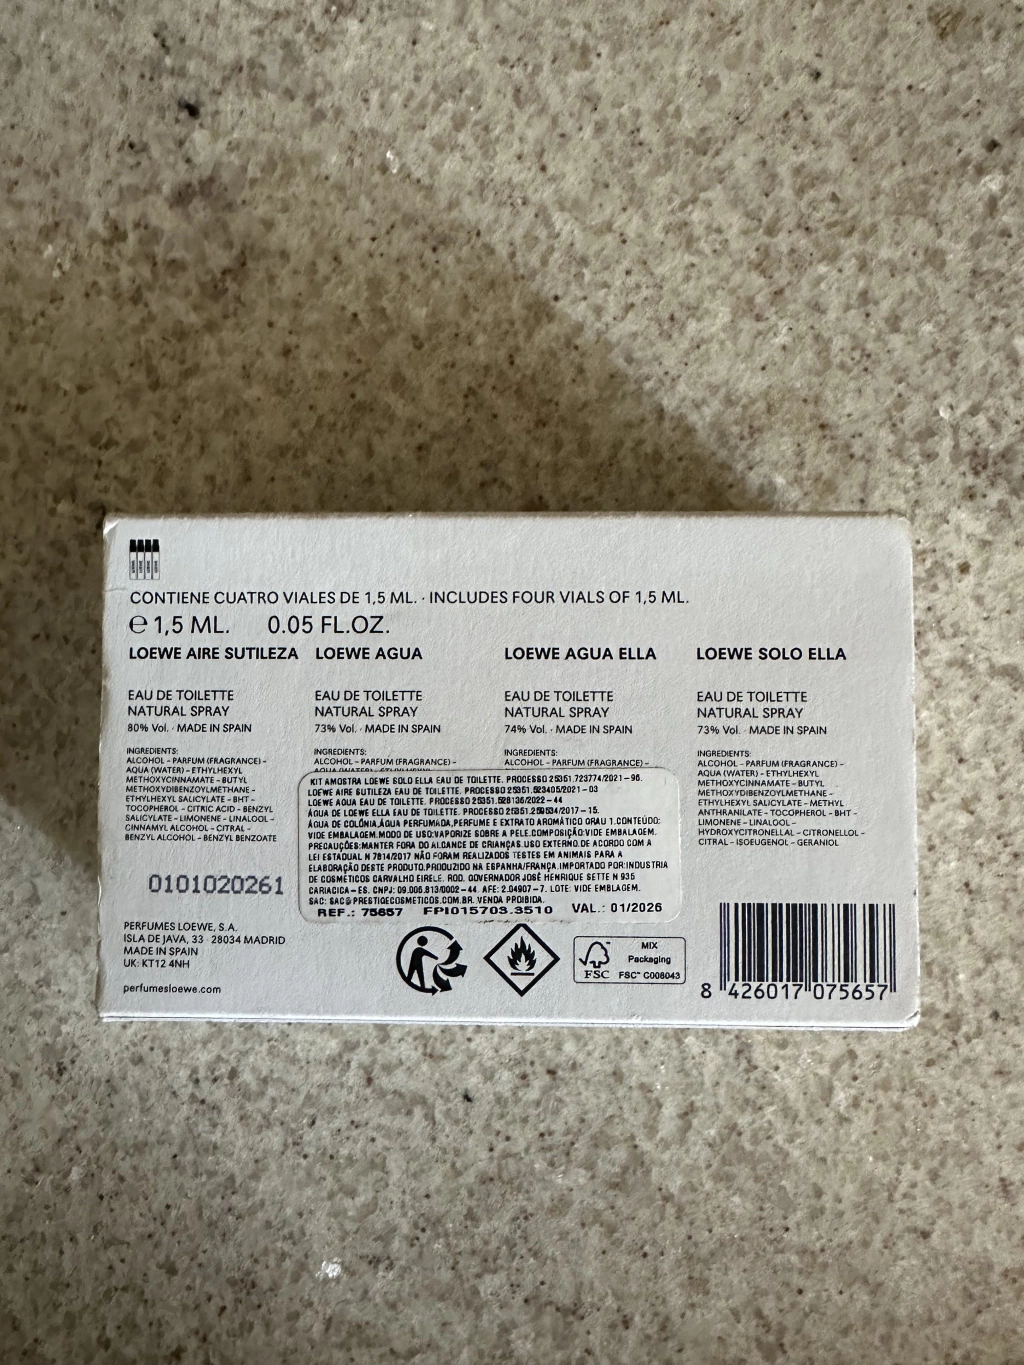 CONTIENE CUATRO VIALES DE 1,5 ML. · INCLUDES FOUR VIALS OF 1,5 ML.
℮ 1,5 ML. 0.05 FL.OZ.
LOEWE AIRE SUTILEZA
EAU DE TOILETTE
NATURAL SPRAY
80% Vol. · MADE IN SPAIN
INGREDIENTS:
ALCOHOL – PARFUM (FRAGRANCE) –
AQUA (WATER) – ETHYLHEXYL
METHOXYCINNAMATE – BUTYL
METHOXYDIBENZOYLMETHANE –
ETHYLHEXYL SALICYLATE – BHT –
TOCOPHEROL – CITRIC ACID – BENZYL
SALICYLATE – LIMONENE – LINALOOL –
CINNAMYL ALCOHOL – CITRAL –
BENZYL ALCOHOL – BENZYL BENZOATE
LOEWE AGUA
EAU DE TOILETTE
NATURAL SPRAY
73% Vol. · MADE IN SPAIN
INGREDIENTS:
ALCOHOL – PARFUM (FRAGRANCE) –
LOEWE AGUA ELLA
EAU DE TOILETTE
NATURAL SPRAY
74% Vol. · MADE IN SPAIN
INGREDIENTS:
ALCOHOL – PARFUM (FRAGRANCE) –
LOEWE SOLO ELLA
EAU DE TOILETTE
NATURAL SPRAY
73% Vol. · MADE IN SPAIN
INGREDIENTS:
ALCOHOL – PARFUM (FRAGRANCE) –
AQUA (WATER) – ETHYLHEXYL
METHOXYCINNAMATE – BUTYL
METHOXYDIBENZOYLMETHANE –
ETHYLHEXYL SALICYLATE – METHYL
ANTHRANILATE – TOCOPHEROL – BHT –
LIMONENE – LINALOOL –
HYDROXYCITRONELLAL – CITRONELLOL –
CITRAL – ISOEUGENOL – GERANIOL
KIT AMOSTRA LOEWE SOLO ELLA EAU DE TOILETTE. PROCESSO 25351.723774/2021-96.
LOEWE AIRE SUTILEZA EAU DE TOILETTE. PROCESSO 25351.523405/2021-03
LOEWE AGUA EAU DE TOILETTE. PROCESSO 25351.528136/2022-44
ÁGUA DE LOEWE ELLA EAU DE TOILETTE. PROCESSO 25351.259534/2017-15.
ÁGUA DE COLÔNIA,ÁGUA PERFUMADA,PERFUME E EXTRATO AROMÁTICO GRAU 1.CONTEÚDO:
VIDE EMBALAGEM.MODO DE USO:VAPORIZE SOBRE A PELE.COMPOSIÇÃO:VIDE EMBALAGEM.
PRECAUÇÕES:MANTER FORA DO ALCANCE DE CRIANÇAS.USO EXTERNO.DE ACORDO COM A
LEI ESTADUAL N 7814/2017 NÃO FORAM REALIZADOS TESTES EM ANIMAIS PARA A
ELABORAÇÃO DESTE PRODUTO.PRODUZIDO NA ESPANHA/FRANÇA.IMPORTADO POR:INDUSTRIA
DE COSMÉTICOS CARVALHO EIRELE. ROD. GOVERNADOR JOSÉ HENRIQUE SETTE N 935
CARIACICA-ES. CNPJ: 09.006.813/0002-44. AFE: 2.04907-7. LOTE: VIDE EMBALAGEM.
SAC: SAC@PRESTIGECOSMETICOS.COM.BR. VENDA PROIBIDA.
REF.: 75657 FPI015703.3510 VAL.: 01/2026
0101020261
PERFUMES LOEWE, S.A.
ISLA DE JAVA, 33 · 28034 MADRID
MADE IN SPAIN
UK: KT12 4NH
perfumesloewe.com
FSC
MIX
Packaging
FSC™ C008043
8 426017 075657